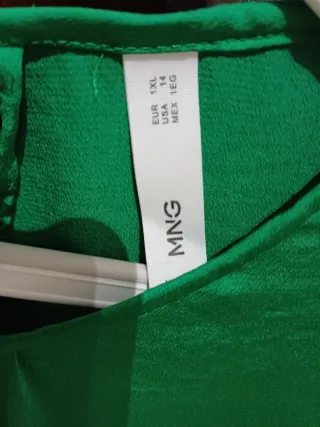 EUR 1XL
USA 14
MEX 1EG
MNG